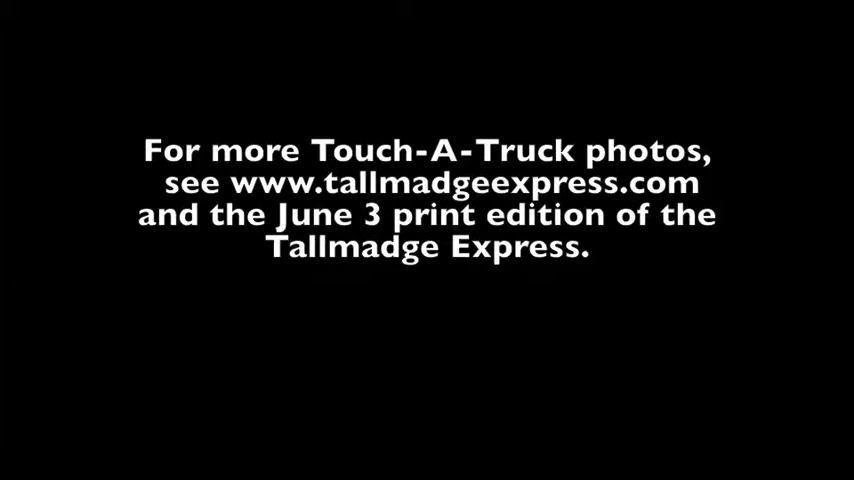 For more Touch-A-Truck photos,
see www.tallmadgeexpress.com
and the June 3 print edition of the
Tallmadge Express.